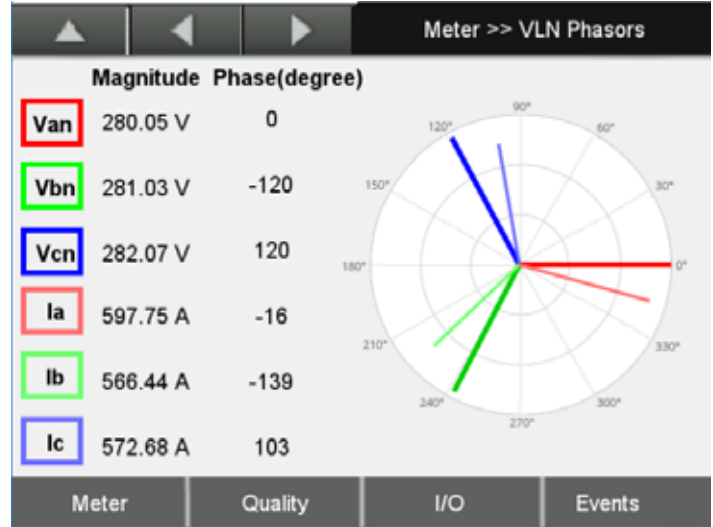 Meter >> VLN Phasors
Magnitude Phase(degree)
Van 280.05 V 0
Vbn 281.03 V -120
Vcn 282.07 V 120
Ia 597.75 A -16
Ib 566.44 A -139
Ic 572.68 A 103
90°
120° 60°
150° 30°
180° 0°
210° 330°
240° 300°
270°
Meter Quality I/O Events